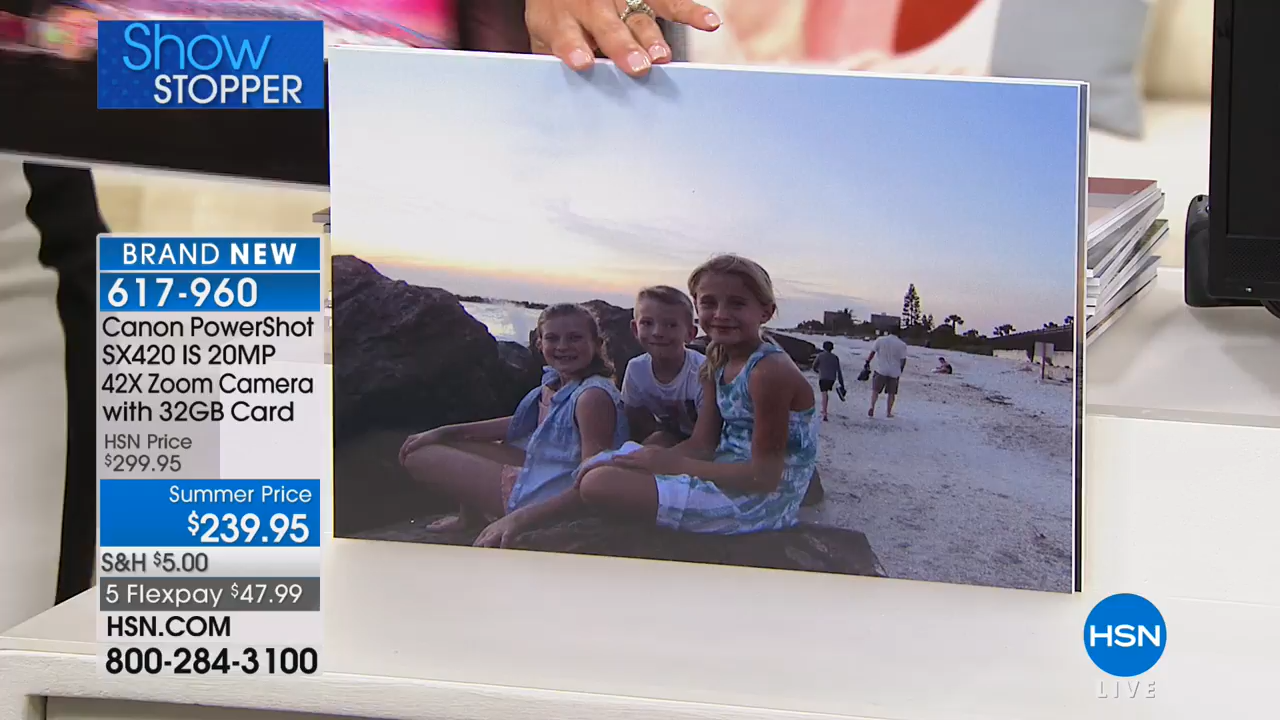 Show
STOPPER
BRAND NEW
617-960
Canon PowerShot
SX420 IS 20MP
42X Zoom Camera
with 32GB Card
HSN Price
$299.95
Summer Price
$239.95
S&H $5.00
5 Flexpay $47.99
HSN.COM
800-284-3100
HSN
LIVE